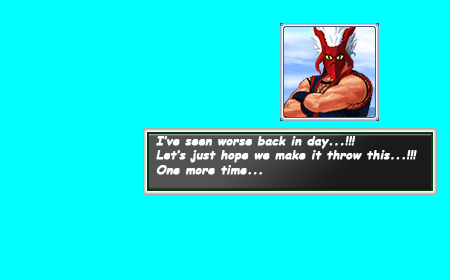 I've seen worse back in day...!!!
Let's just hope we make it throw this...!!!
One more time...